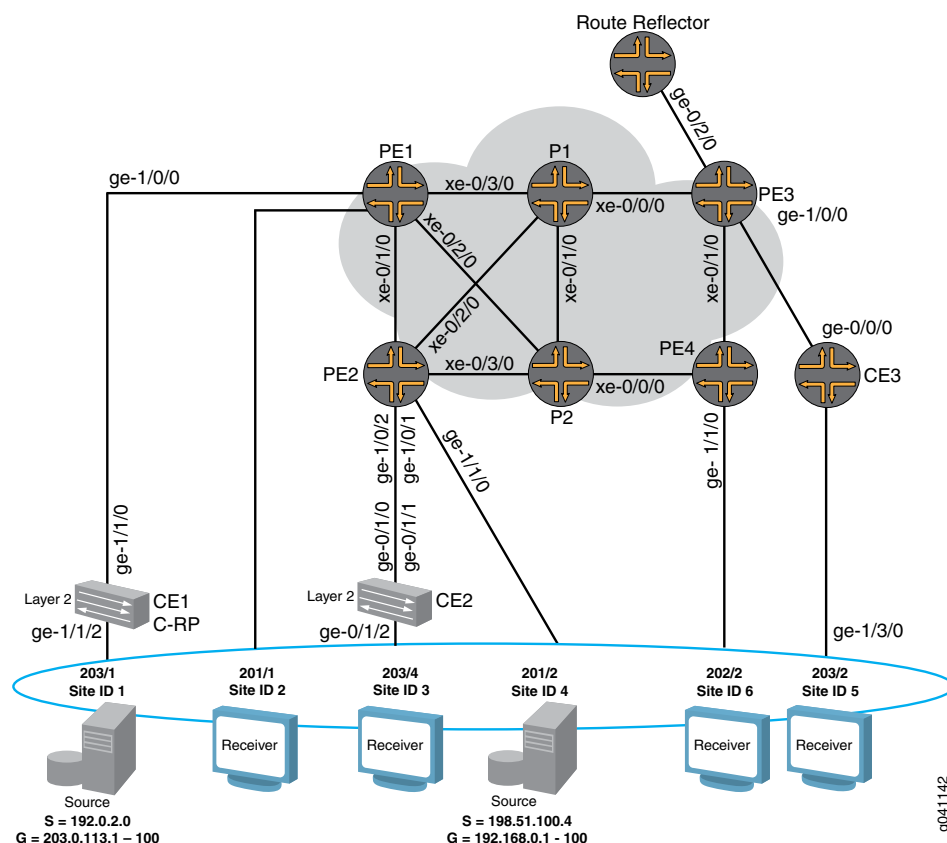 Route Reflector
ge-0/2/0
PE1
P1
PE3
ge-1/0/0
xe-0/3/0
xe-0/0/0
ge-1/0/0
xe-0/1/0
xe-0/2/0
xe-0/2/0
xe-0/1/0
xe-0/1/0
ge-0/0/0
PE2
xe-0/3/0
P2
xe-0/0/0
PE4
CE3
ge-1/0/2
ge-1/0/1
ge-1/1/0
ge- 1/1/0
ge-1/1/0
ge-0/1/0
ge-0/1/1
Layer 2
CE1
C-RP
Layer 2
CE2
ge-1/1/2
ge-0/1/2
ge-1/3/0
203/1
Site ID 1
201/1
Site ID 2
203/4
Site ID 3
201/2
Site ID 4
202/2
Site ID 6
203/2
Site ID 5
Receiver
Receiver
Receiver
Receiver
Source
S = 192.0.2.0
G = 203.0.113.1 – 100
Source
S = 198.51.100.4
G = 192.168.0.1 - 100
g041142